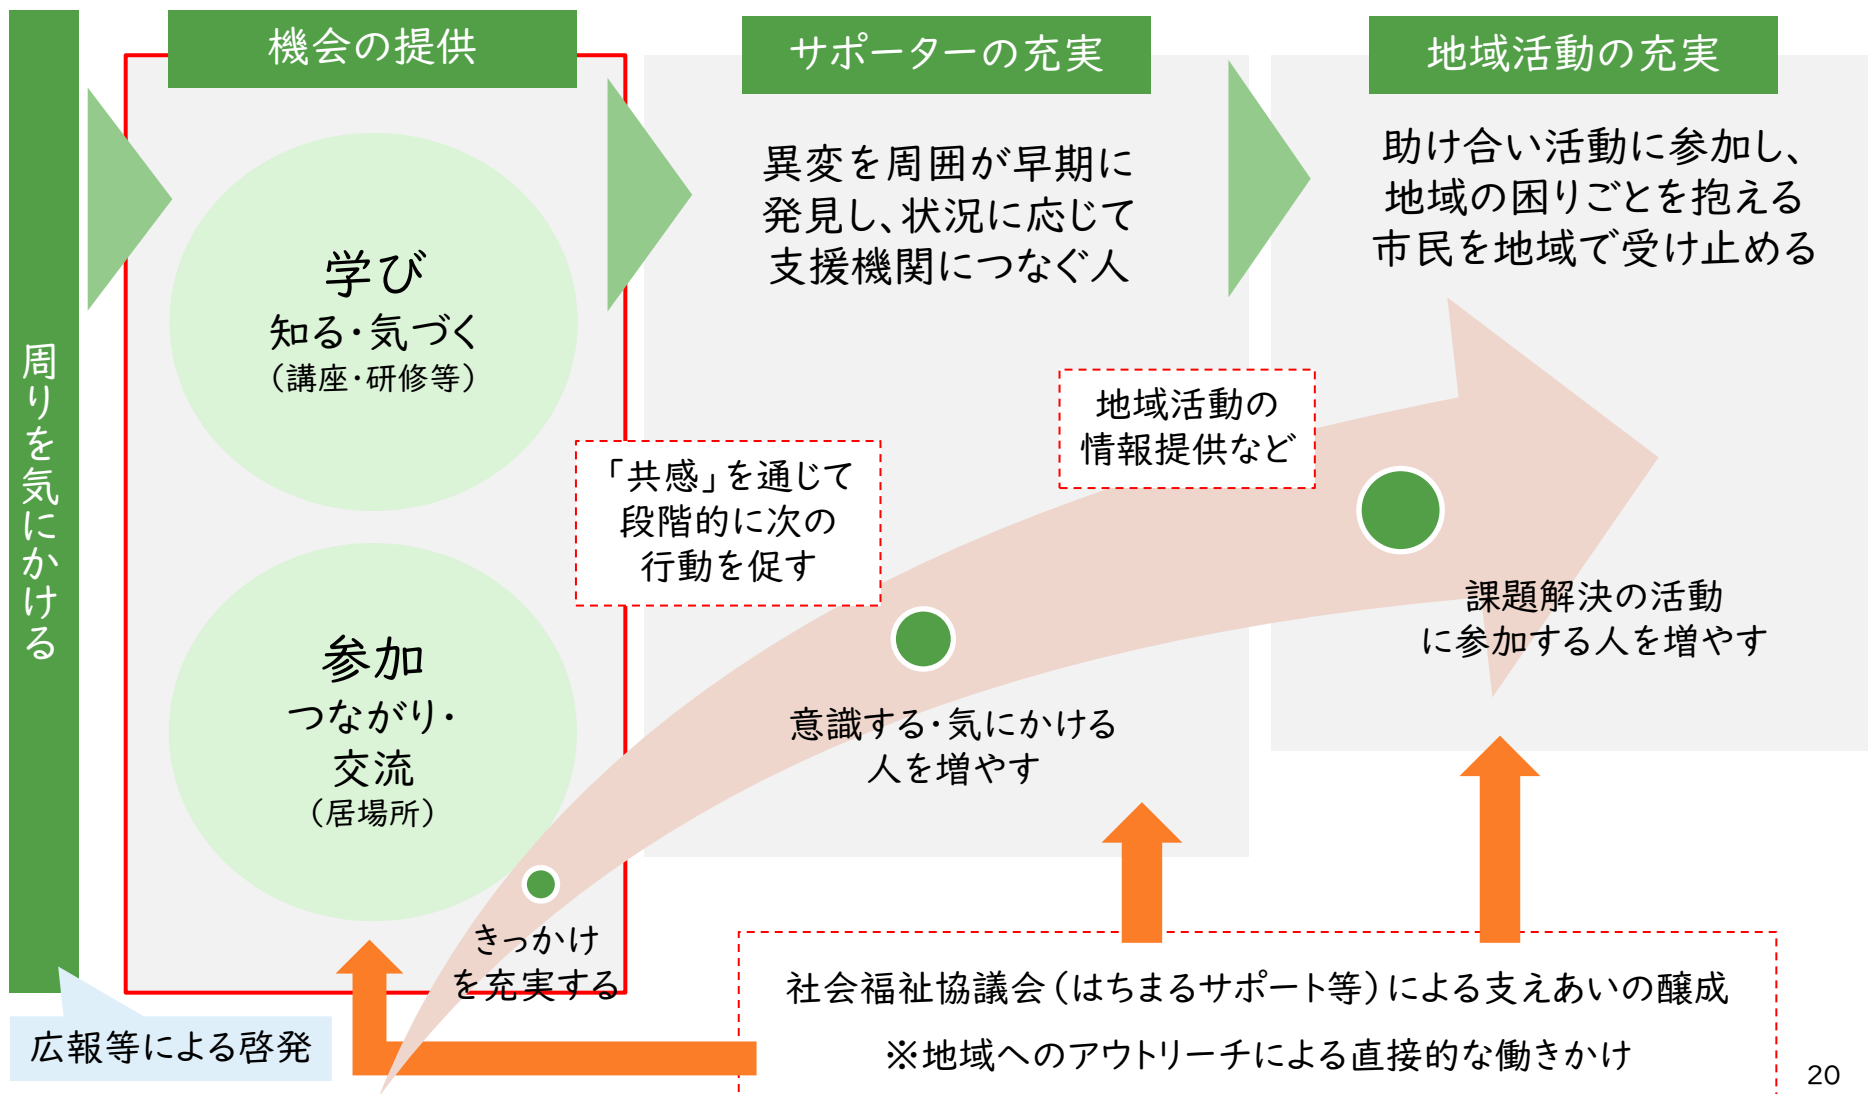 周りを気にかける
機会の提供
学び
知る・気づく
（講座・研修等）
参加
つながり・
交流
（居場所）
きっかけ
を充実する
サポーターの充実
異変を周囲が早期に
発見し、状況に応じて
支援機関につなぐ人
「共感」を通じて
段階的に次の
行動を促す
意識する・気にかける
人を増やす
地域活動の充実
助け合い活動に参加し、
地域の困りごとを抱える
市民を地域で受け止める
地域活動の
情報提供など
課題解決の活動
に参加する人を増やす
広報等による啓発
社会福祉協議会（はちまるサポート等）による支えあいの醸成
※地域へのアウトリーチによる直接的な働きかけ
20